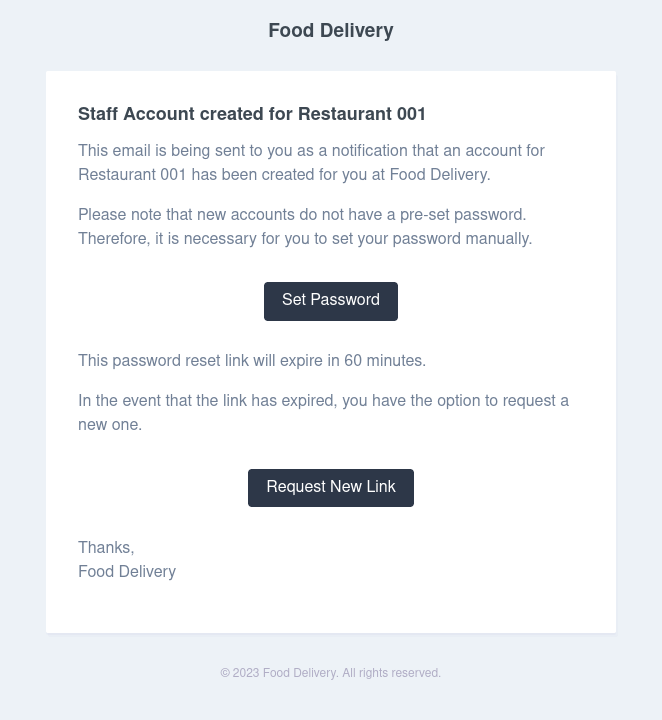 Food Delivery
Staff Account created for Restaurant 001
This email is being sent to you as a notification that an account for
Restaurant 001 has been created for you at Food Delivery.
Please note that new accounts do not have a pre-set password.
Therefore, it is necessary for you to set your password manually.
Set Password
This password reset link will expire in 60 minutes.
In the event that the link has expired, you have the option to request a
new one.
Request New Link
Thanks,
Food Delivery
© 2023 Food Delivery. All rights reserved.